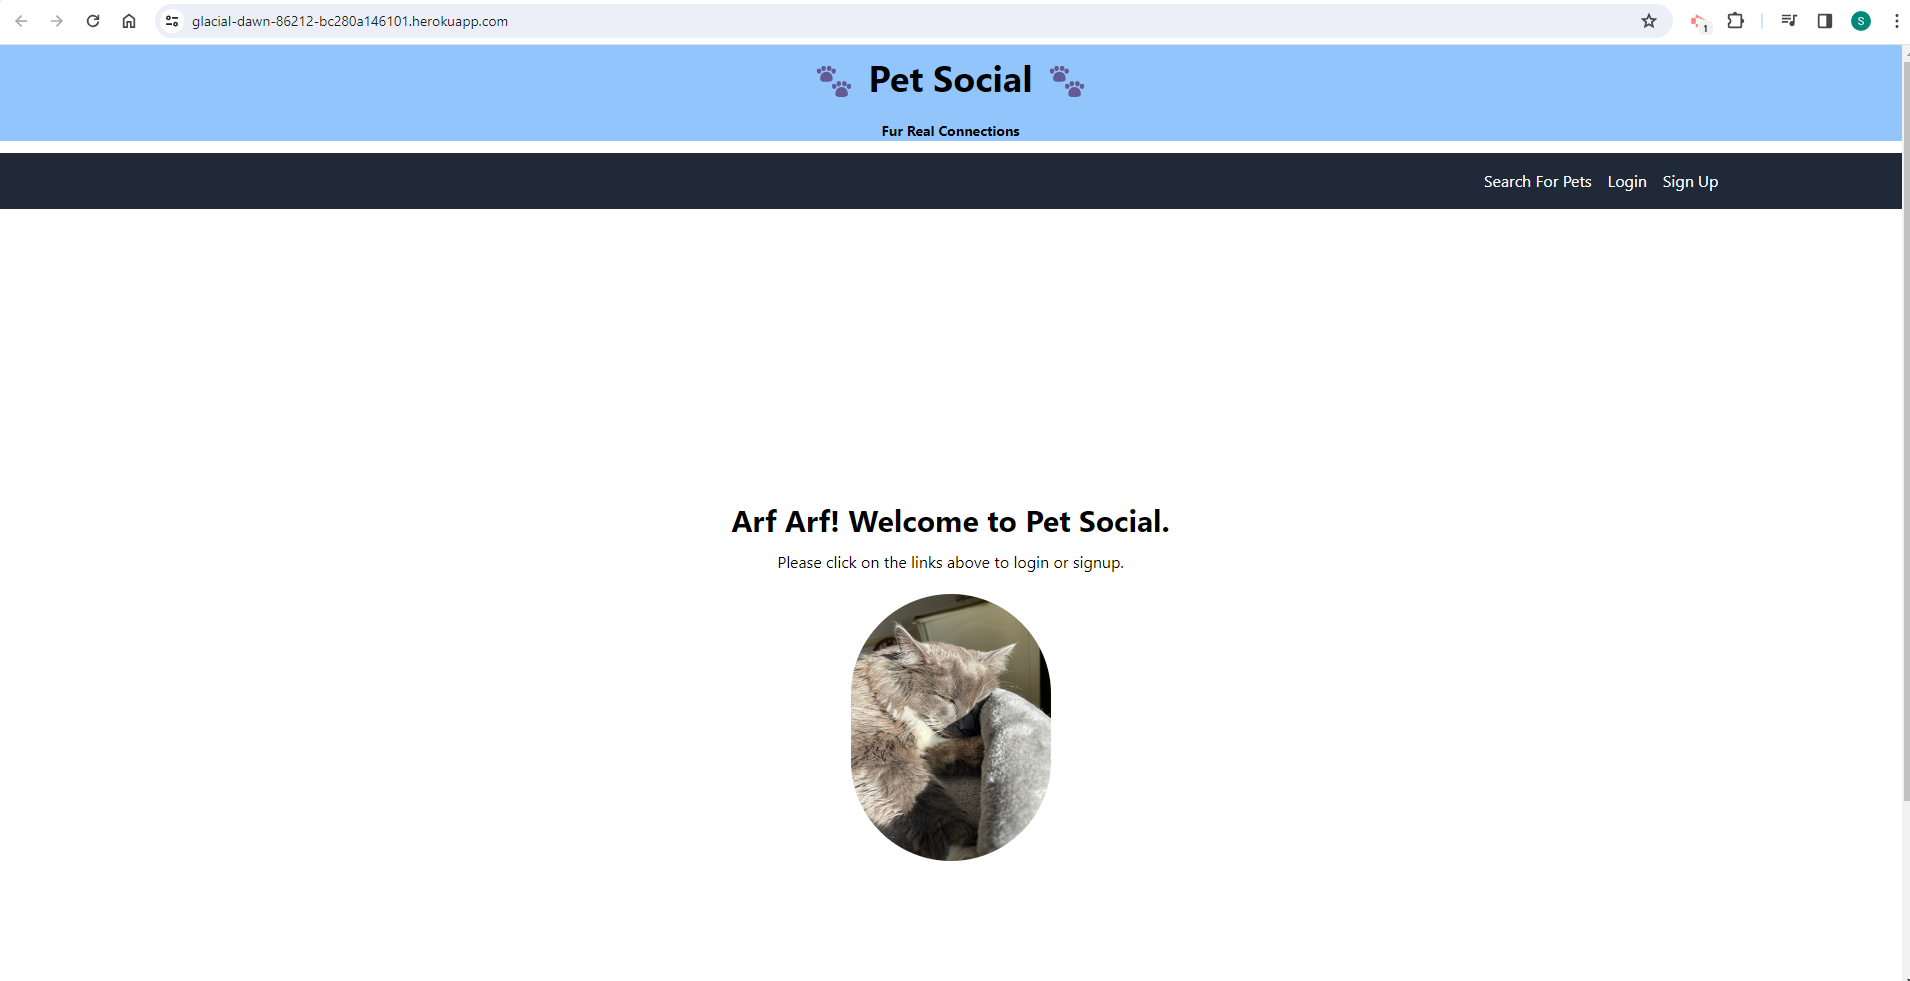 glacial-dawn-86212-bc280a146101.herokuapp.com
1
S
Pet Social
Fur Real Connections
Search For Pets Login Sign Up
Arf Arf! Welcome to Pet Social.
Please click on the links above to login or signup.